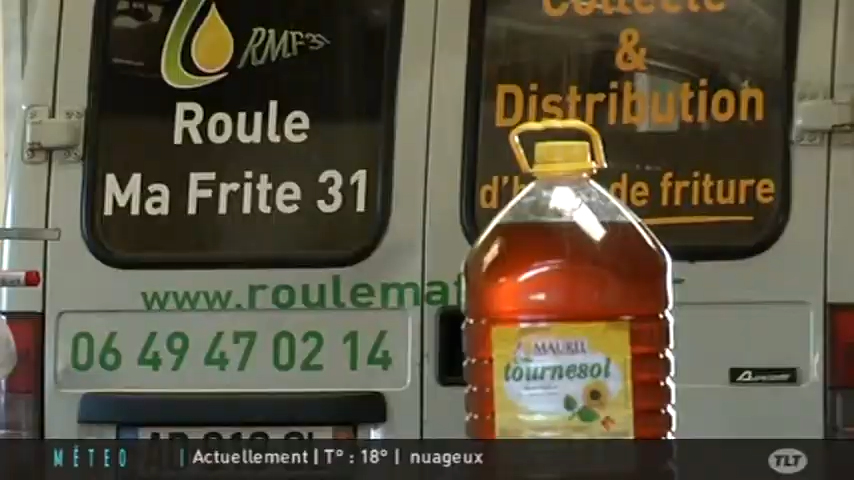 RMF31
Roule
Ma Frite 31
Collecte
&
Distribution
d'h de friture
www.roulema
06 49 47 02 14
MAUREL
tournesol
MÉTEO | Actuellement | T° : 18° | nuageux
TLT